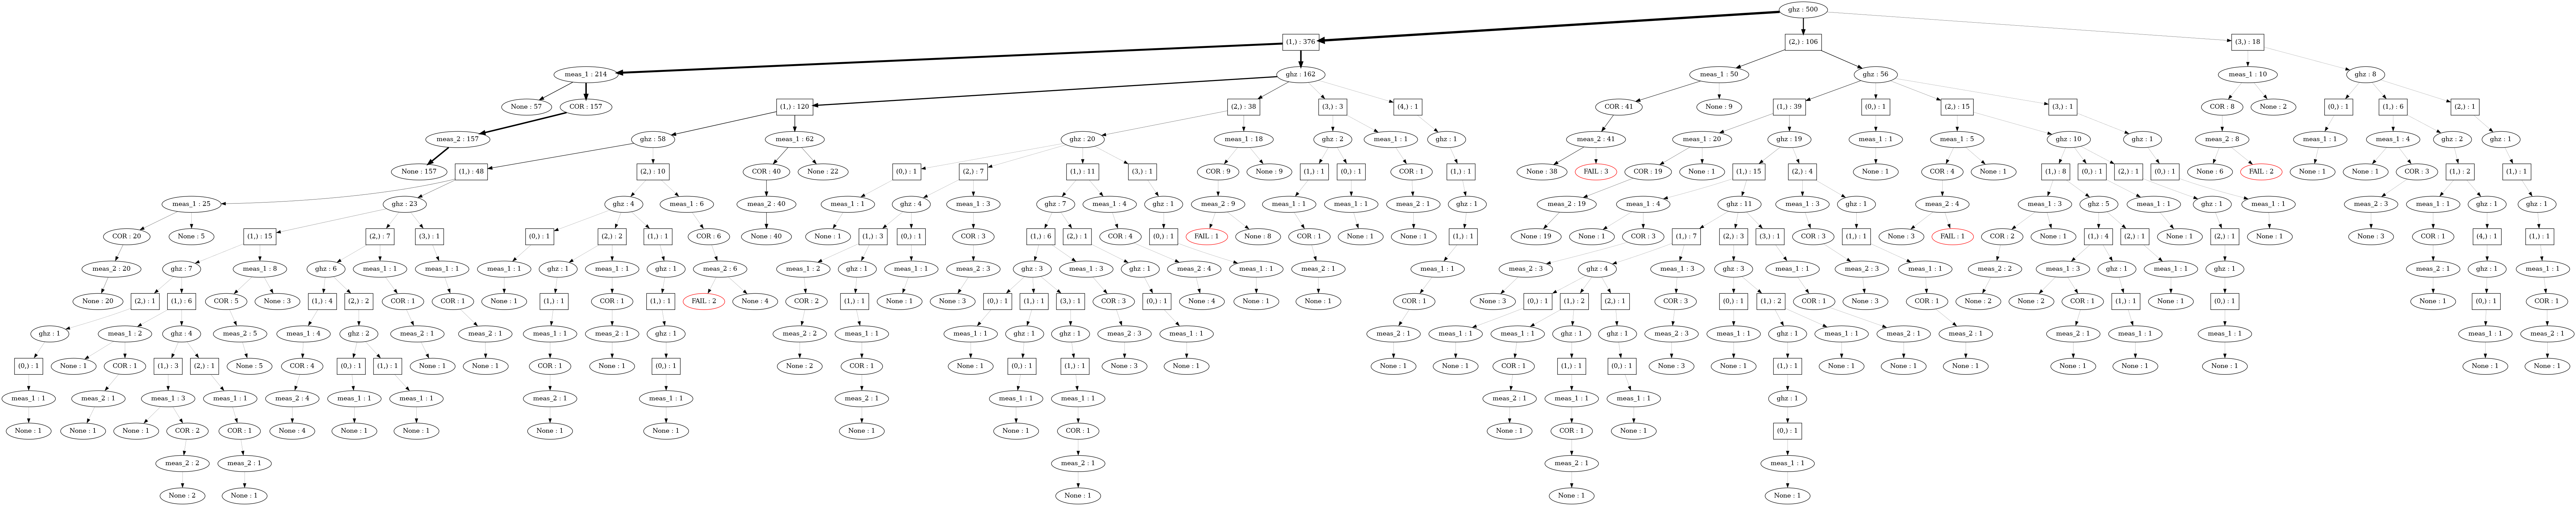 ghz : 500
(1,) : 376 (2,) : 106 (3,) : 18
meas_1 : 214 ghz : 162 meas_1 : 50 ghz : 56 meas_1 : 10 ghz : 8
None : 57 COR : 157 (1,) : 120 (2,) : 38 (3,) : 3 (4,) : 1 COR : 41 None : 9 (1,) : 39 (0,) : 1 (2,) : 15 (3,) : 1 COR : 8 None : 2 (0,) : 1 (1,) : 6 (2,) : 1
meas_2 : 157 ghz : 58 meas_1 : 62 ghz : 20 meas_1 : 18 ghz : 2 meas_1 : 1 ghz : 1 meas_2 : 41 meas_1 : 20 ghz : 19 meas_1 : 1 meas_1 : 5 ghz : 10 ghz : 1 meas_2 : 8 meas_1 : 1 meas_1 : 4 ghz : 2 ghz : 1
None : 157 (1,) : 48 (2,) : 10 COR : 40 None : 22 (0,) : 1 (2,) : 7 (1,) : 11 (3,) : 1 COR : 9 None : 9 (1,) : 1 (0,) : 1 COR : 1 (1,) : 1 None : 38 FAIL : 3 COR : 19 None : 1 (1,) : 15 (2,) : 4 None : 1 COR : 4 None : 1 (1,) : 8 (0,) : 1 (2,) : 1 (0,) : 1 None : 6 FAIL : 2 None : 1 None : 1 COR : 3 (1,) : 2 (1,) : 1
meas_1 : 25 ghz : 23 ghz : 4 meas_1 : 6 meas_2 : 40 meas_1 : 1 ghz : 4 meas_1 : 3 ghz : 7 meas_1 : 4 ghz : 1 meas_2 : 9 meas_1 : 1 meas_1 : 1 meas_2 : 1 ghz : 1 meas_2 : 19 meas_1 : 4 ghz : 11 meas_1 : 3 ghz : 1 meas_2 : 4 meas_1 : 3 ghz : 5 meas_1 : 1 ghz : 1 meas_1 : 1 meas_2 : 3 meas_1 : 1 ghz : 1 ghz : 1
COR : 20 None : 5 (1,) : 15 (2,) : 7 (3,) : 1 (0,) : 1 (2,) : 2 (1,) : 1 COR : 6 None : 40 None : 1 (1,) : 3 (0,) : 1 COR : 3 (1,) : 6 (2,) : 1 COR : 4 (0,) : 1 FAIL : 1 None : 8 COR : 1 None : 1 None : 1 (1,) : 1 None : 19 None : 1 COR : 3 (1,) : 7 (2,) : 3 (3,) : 1 COR : 3 (1,) : 1 None : 3 FAIL : 1 COR : 2 None : 1 (1,) : 4 (2,) : 1 None : 1 (2,) : 1 None : 1 None : 3 COR : 1 (4,) : 1 (1,) : 1
meas_2 : 20 ghz : 7 meas_1 : 8 ghz : 6 meas_1 : 1 meas_1 : 1 meas_1 : 1 ghz : 1 meas_1 : 1 ghz : 1 meas_2 : 6 meas_1 : 2 ghz : 1 meas_1 : 1 meas_2 : 3 ghz : 3 meas_1 : 3 ghz : 1 meas_2 : 4 meas_1 : 1 meas_2 : 1 meas_1 : 1 meas_2 : 3 ghz : 4 meas_1 : 3 ghz : 3 meas_1 : 1 meas_2 : 3 meas_1 : 1 meas_2 : 2 meas_1 : 3 ghz : 1 meas_1 : 1 ghz : 1 meas_2 : 1 ghz : 1 meas_1 : 1
None : 20 (2,) : 1 (1,) : 6 COR : 5 None : 3 (1,) : 4 (2,) : 2 COR : 1 COR : 1 None : 1 (1,) : 1 COR : 1 (1,) : 1 FAIL : 2 None : 4 COR : 2 (1,) : 1 None : 1 None : 3 (0,) : 1 (1,) : 1 (3,) : 1 COR : 3 (0,) : 1 None : 4 None : 1 None : 1 COR : 1 None : 3 (0,) : 1 (1,) : 2 (2,) : 1 COR : 3 (0,) : 1 (1,) : 2 COR : 1 None : 3 COR : 1 None : 2 None : 2 COR : 1 (1,) : 1 None : 1 (0,) : 1 None : 1 (0,) : 1 COR : 1
ghz : 1 meas_1 : 2 ghz : 4 meas_2 : 5 meas_1 : 4 ghz : 2 meas_2 : 1 meas_2 : 1 meas_1 : 1 meas_2 : 1 ghz : 1 meas_2 : 2 meas_1 : 1 meas_1 : 1 ghz : 1 ghz : 1 meas_2 : 3 meas_1 : 1 meas_2 : 1 meas_1 : 1 meas_1 : 1 ghz : 1 ghz : 1 meas_2 : 3 meas_1 : 1 ghz : 1 meas_1 : 1 meas_2 : 1 meas_2 : 1 meas_2 : 1 meas_1 : 1 meas_1 : 1 meas_1 : 1 meas_2 : 1
(0,) : 1 None : 1 COR : 1 (1,) : 3 (2,) : 1 None : 5 COR : 4 (0,) : 1 (1,) : 1 None : 1 None : 1 COR : 1 None : 1 (0,) : 1 None : 2 COR : 1 None : 1 (0,) : 1 (1,) : 1 None : 3 None : 1 None : 1 None : 1 COR : 1 (1,) : 1 (0,) : 1 None : 3 None : 1 (1,) : 1 None : 1 None : 1 None : 1 None : 1 None : 1 None : 1 None : 1 None : 1
meas_1 : 1 meas_2 : 1 meas_1 : 3 meas_1 : 1 meas_2 : 4 meas_1 : 1 meas_1 : 1 meas_2 : 1 meas_1 : 1 meas_2 : 1 meas_1 : 1 meas_1 : 1 meas_2 : 1 meas_1 : 1 meas_1 : 1 ghz : 1
None : 1 None : 1 None : 1 COR : 2 COR : 1 None : 4 None : 1 None : 1 None : 1 None : 1 None : 1 None : 1 COR : 1 None : 1 COR : 1 None : 1 (0,) : 1
meas_2 : 2 meas_2 : 1 meas_2 : 1 meas_2 : 1 meas_1 : 1
None : 2 None : 1 None : 1 None : 1 None : 1